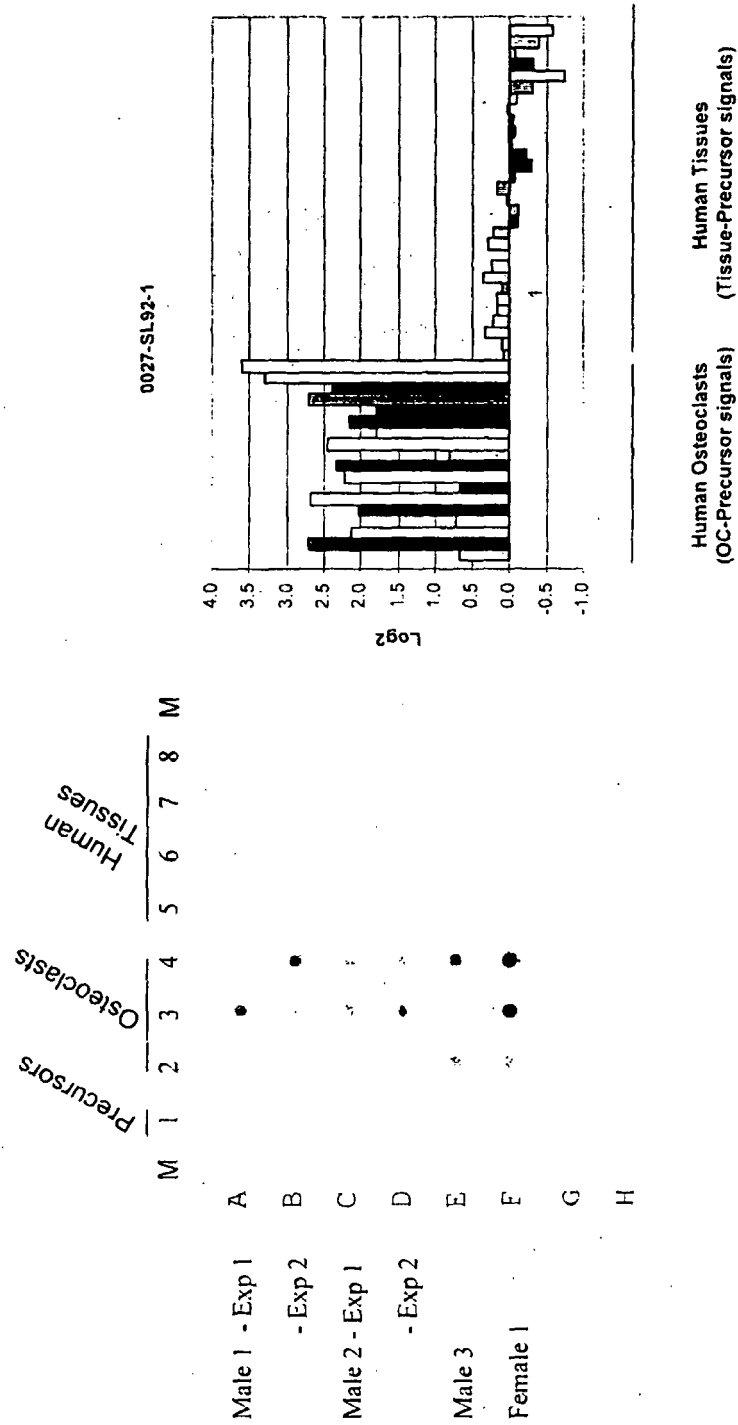 Precursors
Osteoclasts
Human
Tissues
M 1 2 3 4 5 6 7 8 M
Male 1 - Exp 1 A
- Exp 2 B
Male 2 - Exp 1 C
- Exp 2 D
Male 3 E
Female 1 F
G
H
0027-SL92-1
4.0
3.5
3.0
2.5
2.0
1.5
1.0
0.5
0.0
-0.5
-1.0
Log2
1
Human Osteoclasts
(OC-Precursor signals)
Human Tissues
(Tissue-Precursor signals)